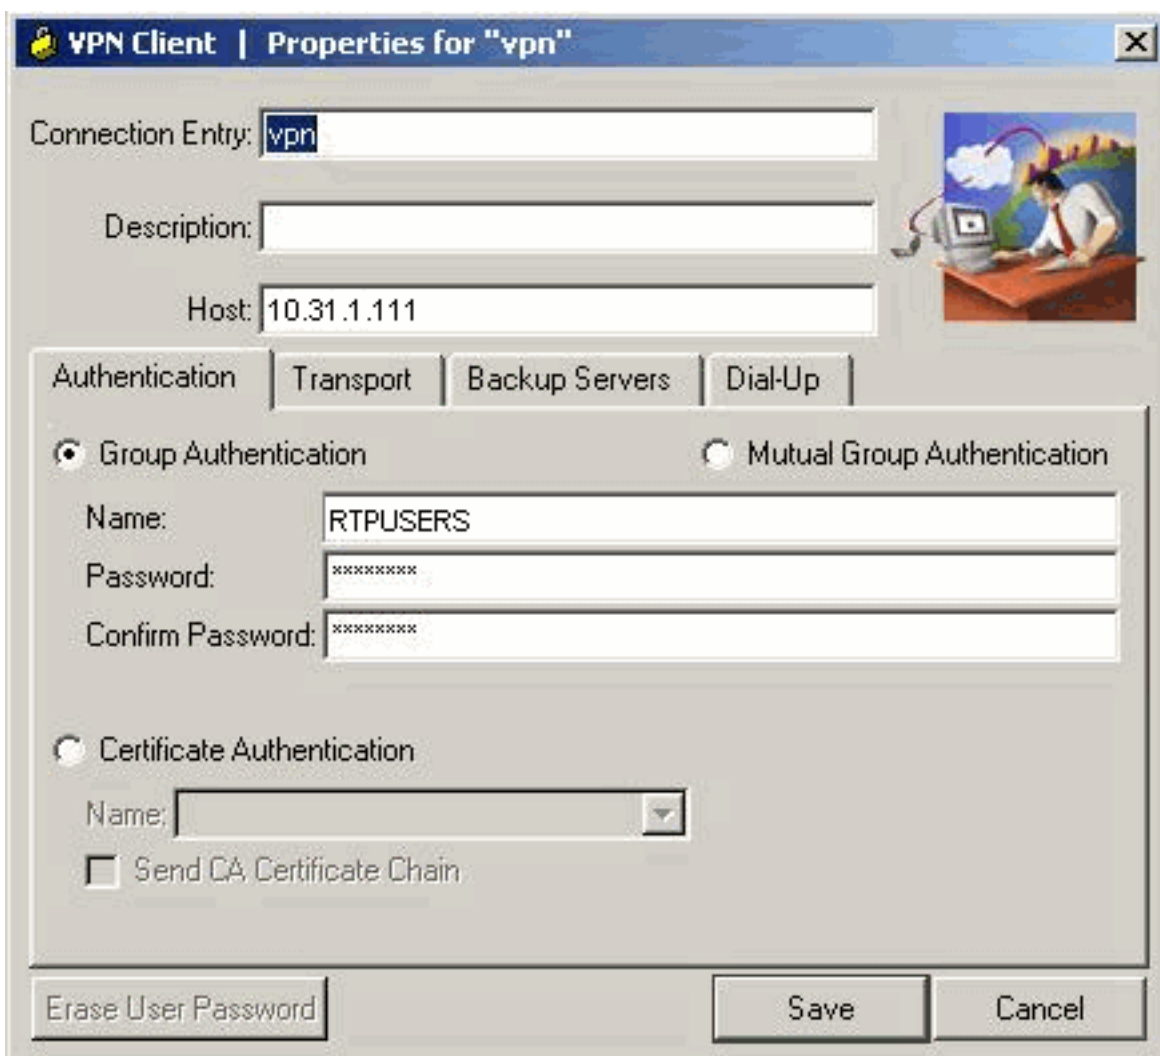 VPN Client | Properties for "vpn"
Connection Entry: vpn
Description:
Host: 10.31.1.111
Authentication Transport Backup Servers Dial-Up
Group Authentication Mutual Group Authentication
Name: RTPUSERS
Password: ********
Confirm Password: ********
Certificate Authentication
Name:
Send CA Certificate Chain
Erase User Password Save Cancel